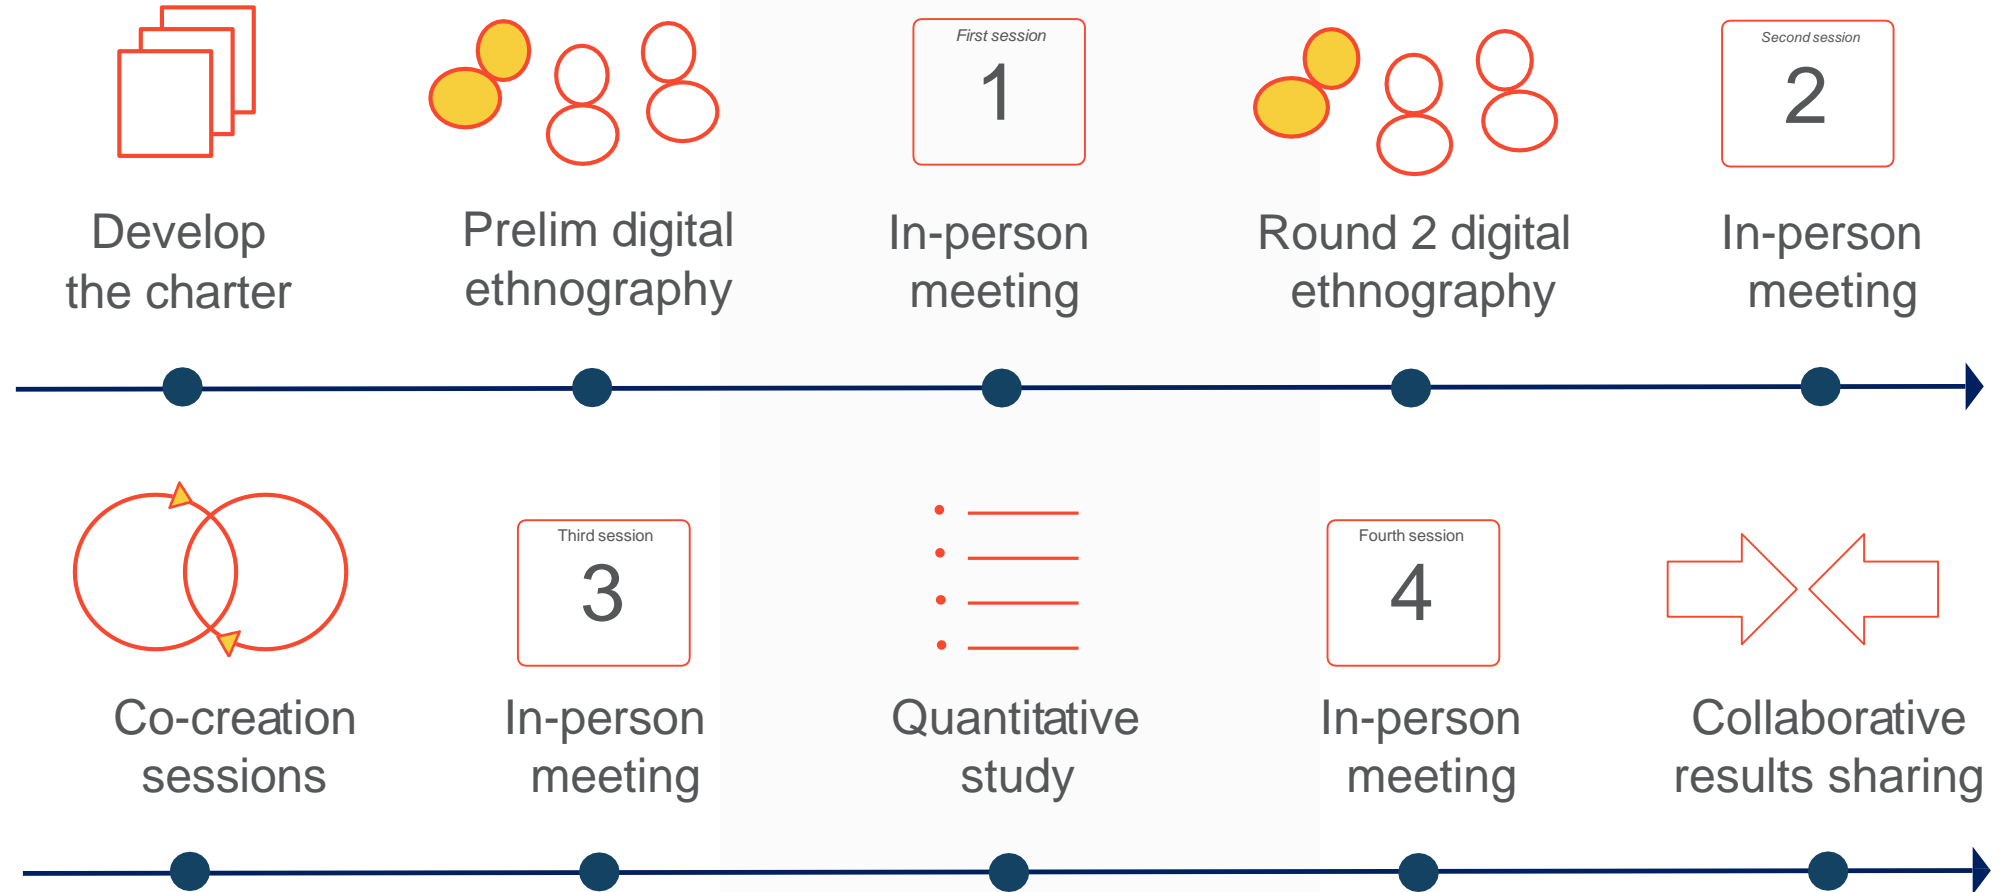 First session
1
Second session
2
Develop
the charter
Prelim digital
ethnography
In-person
meeting
Round 2 digital
ethnography
In-person
meeting
Third session
3
Fourth session
4
Co-creation
sessions
In-person
meeting
Quantitative
study
In-person
meeting
Collaborative
results sharing